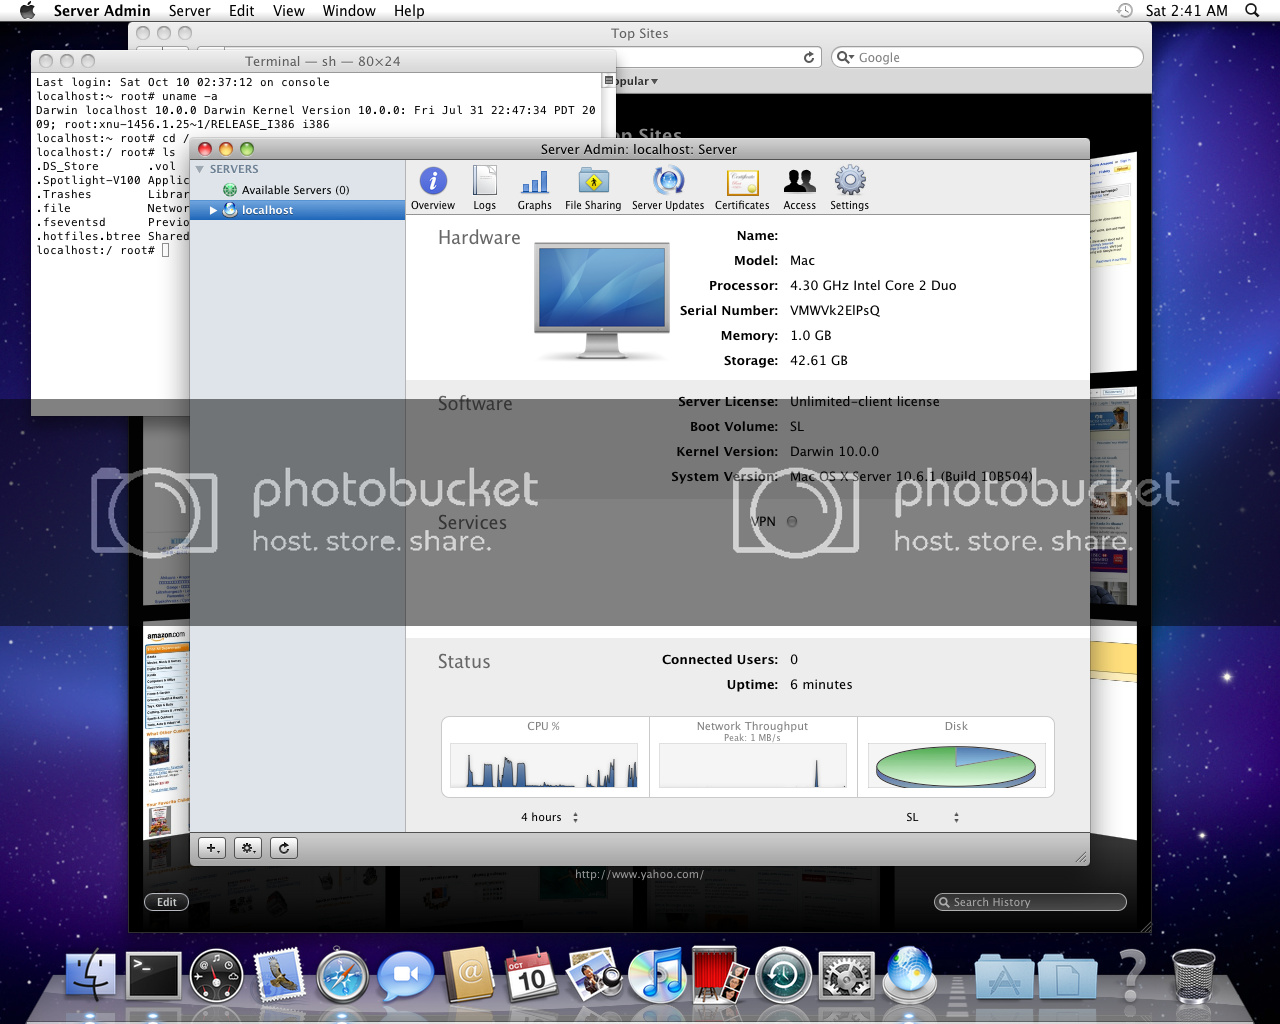 Server Admin Server Edit View Window Help Sat 2:41 AM
Top Sites
Google
Popular
Top Sites
Terminal — sh — 80×24
Last login: Sat Oct 10 02:37:12 on console
localhost:~ root# uname -a
Darwin localhost 10.0.0 Darwin Kernel Version 10.0.0: Fri Jul 31 22:47:34 PDT 20
09; root:xnu-1456.1.25~1/RELEASE_I386 i386
localhost:~ root# cd /
localhost:/ root# ls
.DS_Store .vol
.Spotlight-V100 Applic
.Trashes Librar
.file Networ
.fseventsd Previo
.hotfiles.btree Shared
localhost:/ root#
Server Admin: localhost: Server
SERVERS
Available Servers (0)
localhost
Overview Logs Graphs File Sharing Server Updates Certificates Access Settings
Hardware
Name:
Model: Mac
Processor: 4.30 GHz Intel Core 2 Duo
Serial Number: VMWVk2ElPsQ
Memory: 1.0 GB
Storage: 42.61 GB
Software
Server License: Unlimited-client license
Boot Volume: SL
Kernel Version: Darwin 10.0.0
System Version: Mac OS X Server 10.6.1 (Build 10B504)
Services
VPN
photobucket
host. store. share.
photobucket
host. store. share.
Status
Connected Users: 0
Uptime: 6 minutes
CPU %
Network Throughput
Peak: 1 MB/s
Disk
4 hours
SL
amazon.com
http://www.yahoo.com/
Edit
Search History
OCT
10